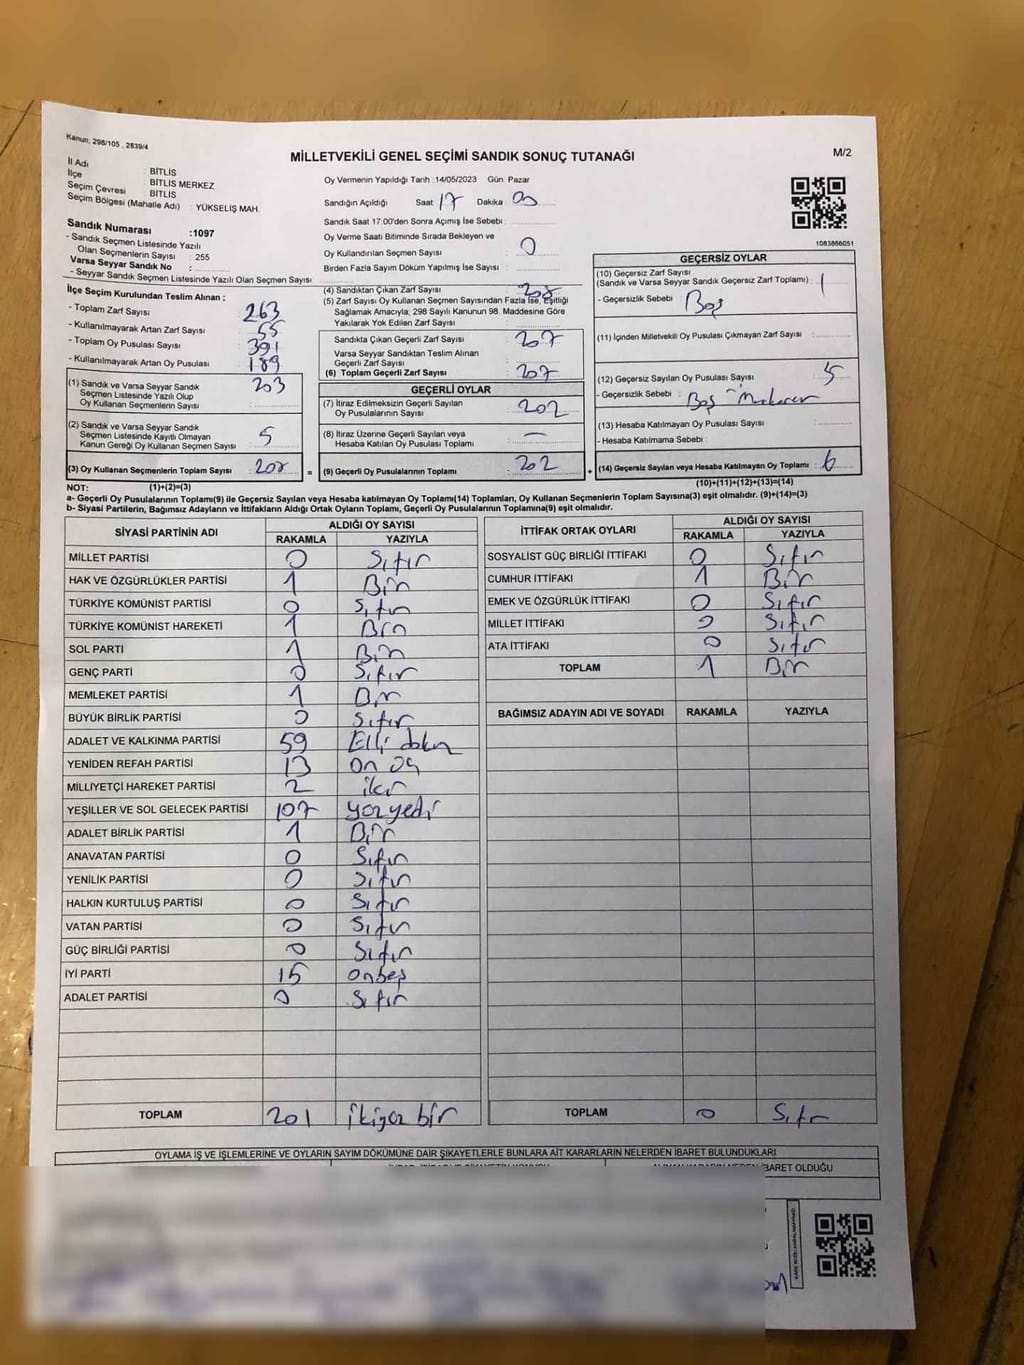 Kanun; 298/105 , 2839/4
MİLLETVEKİLİ GENEL SEÇİMİ SANDIK SONUÇ TUTANAĞI
M/2
İl Adı : BİTLİS
İlçe : BİTLİS MERKEZ
Seçim Çevresi : BİTLİS
Seçim Bölgesi (Mahalle Adı) : YÜKSELİŞ MAH.
Sandık Numarası :1097
- Sandık Seçmen Listesinde Yazılı
Olan Seçmenlerin Sayısı : 255
Varsa Seyyar Sandık No :
- Seyyar Sandık Seçmen Listesinde Yazılı Olan Seçmen Sayısı
Oy Vermenin Yapıldığı Tarih :14/05/2023 Gün: Pazar
Sandığın Açıldığı Saat 17 Dakika 00
Sandık Saat 17:00'den Sonra Açımış İse Sebebi :
Oy Verme Saati Bitiminde Sırada Bekleyen ve
Oy Kullandırılan Seçmen Sayısı : 0
Birden Fazla Sayım Döküm Yapılmış İse Sayısı :
1083866051
İlçe Seçim Kurulundan Teslim Alınan ;
- Toplam Zarf Sayısı : 263
- Kullanılmayarak Artan Zarf Sayısı : 55
- Toplam Oy Pusulası Sayısı : 391
- Kullanılmayarak Artan Oy Pusulası : 189
(1) Sandık ve Varsa Seyyar Sandık
Seçmen Listesinde Yazılı Olup
Oy Kullanan Seçmenlerin Sayısı : 203
(2) Sandık ve Varsa Seyyar Sandık
Seçmen Listesinde Kayıtlı Olmayan
Kanun Gereği Oy Kullanan Seçmen Sayısı : 5
(3) Oy Kullanan Seçmenlerin Toplam Sayısı : 208
(1)+(2)=(3)
(4) Sandıktan Çıkan Zarf Sayısı : 208
(5) Zarf Sayısı Oy Kullanan Seçmen Sayısından Fazla İse, Eşitliği
Sağlamak Amacıyla; 298 Sayılı Kanunun 98. Maddesine Göre
Yakılarak Yok Edilen Zarf Sayısı :
Sandıkta Çıkan Geçerli Zarf Sayısı : 207
Varsa Seyyar Sandıktan Teslim Alınan
Geçerli Zarf Sayısı :
(6) Toplam Geçerli Zarf Sayısı : 207
GEÇERLİ OYLAR
(7) İtiraz Edilmeksizin Geçerli Sayılan
Oy Pusulalarının Sayısı : 202
(8) İtiraz Üzerine Geçerli Sayılan veya
Hesaba Katılan Oy Pusulası Toplamı : –
= (9) Geçerli Oy Pusulalarının Toplamı : 202
GEÇERSİZ OYLAR
(10) Geçersiz Zarf Sayısı
(Sandık ve Varsa Seyyar Sandık Geçersiz Zarf Toplamı) : 1
- Geçersizlik Sebebi : Boş
(11) İçinden Milletvekili Oy Pusulası Çıkmayan Zarf Sayısı :
(12) Geçersiz Sayılan Oy Pusulası Sayısı : 5
- Geçersizlik Sebebi : Boş -
(13) Hesaba Katılmayan Oy Pusulası Sayısı :
- Hesaba Katılmama Sebebi :
+ (14) Geçersiz Sayılan veya Hesaba Katılmayan Oy Toplamı : 6
(10)+(11)+(12)+(13)=(14)
NOT:
a- Geçerli Oy Pusulalarının Toplamı(9) ile Geçersiz Sayılan veya Hesaba katılmayan Oy Toplamı(14) Toplamları, Oy Kullanan Seçmenlerin Toplam Sayısına(3) eşit olmalıdır. (9)+(14)=(3)
b- Siyasi Partilerin, Bağımsız Adayların ve İttifakların Aldığı Ortak Oyların Toplamı, Geçerli Oy Pusulalarının Toplamına(9) eşit olmalıdır.
SİYASİ PARTİNİN ADI ALDIĞI OY SAYISI
RAKAMLA YAZIYLA
MİLLET PARTİSİ 0 Sıfır
HAK VE ÖZGÜRLÜKLER PARTİSİ 1 Bir
TÜRKİYE KOMÜNİST PARTİSİ 0 Sıfır
TÜRKİYE KOMÜNİST HAREKETİ 1 Bir
SOL PARTİ 1 Bir
GENÇ PARTİ 0 Sıfır
MEMLEKET PARTİSİ 1 Bir
BÜYÜK BİRLİK PARTİSİ 0 Sıfır
ADALET VE KALKINMA PARTİSİ 59 Elli dokuz
YENİDEN REFAH PARTİSİ 13 On üç
MİLLİYETÇİ HAREKET PARTİSİ 2 iki
YEŞİLLER VE SOL GELECEK PARTİSİ 107 yüz yedi
ADALET BİRLİK PARTİSİ 1 Bir
ANAVATAN PARTİSİ 0 Sıfır
YENİLİK PARTİSİ 0 Sıfır
HALKIN KURTULUŞ PARTİSİ 0 Sıfır
VATAN PARTİSİ 0 Sıfır
GÜÇ BİRLİĞİ PARTİSİ 0 Sıfır
İYİ PARTİ 15 onbeş
ADALET PARTİSİ 0 Sıfır
TOPLAM 201 ikiyüz bir
İTTİFAK ORTAK OYLARI ALDIĞI OY SAYISI
RAKAMLA YAZIYLA
SOSYALİST GÜÇ BİRLİĞİ İTTİFAKI 0 Sıfır
CUMHUR İTTİFAKI 1 Bir
EMEK VE ÖZGÜRLÜK İTTİFAKI 0 Sıfır
MİLLET İTTİFAKI 0 Sıfır
ATA İTTİFAKI 0 Sıfır
TOPLAM 1 Bir
BAĞIMSIZ ADAYIN ADI VE SOYADI RAKAMLA YAZIYLA
TOPLAM 0 Sıfır
OYLAMA İŞ VE İŞLEMLERİNE VE OYLARIN SAYIM DÖKÜMÜNE DAİR ŞİKAYETLERLE BUNLARA AİT KARARLARIN NELERDEN İBARET BULUNDUKLARI
İBARET OLDUĞU